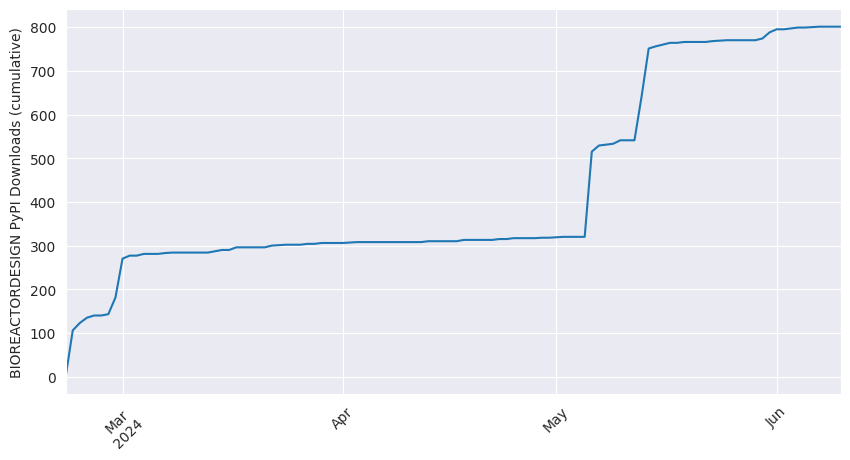 BIOREACTORDESIGN PyPI Downloads (cumulative)
800
700
600
500
400
300
200
100
0
Mar
2024
Apr
May
Jun